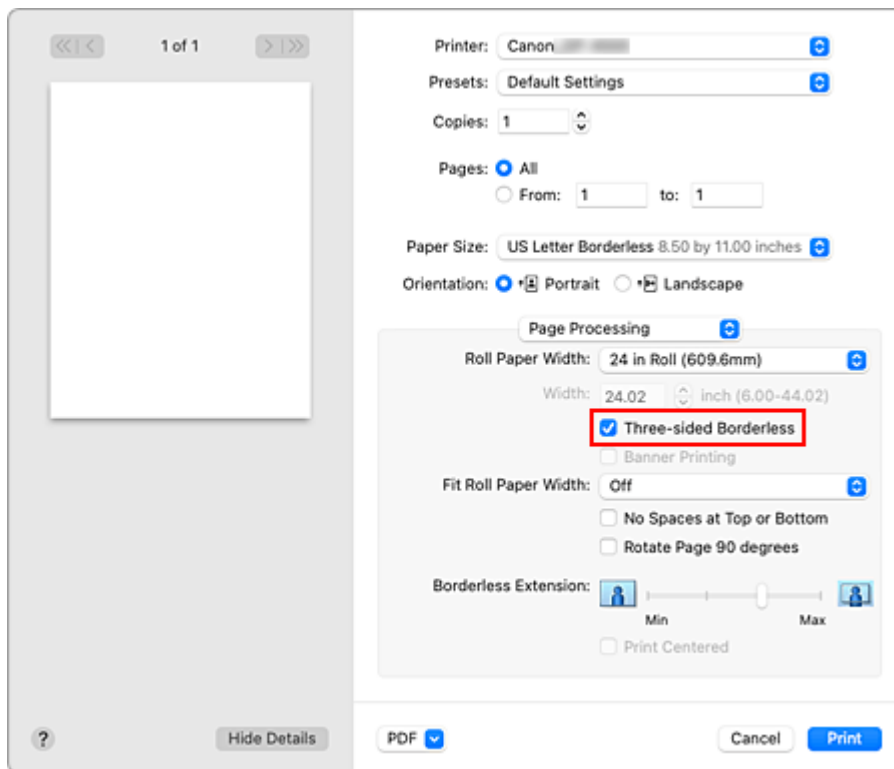 1 of 1
Printer: Canon
Presets: Default Settings
Copies: 1
Pages: All
From: 1 to: 1
Paper Size: US Letter Borderless 8.50 by 11.00 inches
Orientation: Portrait Landscape
Page Processing
Roll Paper Width: 24 in Roll (609.6mm)
Width: 24.02 inch (6.00-44.02)
Three-sided Borderless
Banner Printing
Fit Roll Paper Width: Off
No Spaces at Top or Bottom
Rotate Page 90 degrees
Borderless Extension:
Min Max
Print Centered
? Hide Details PDF Cancel Print